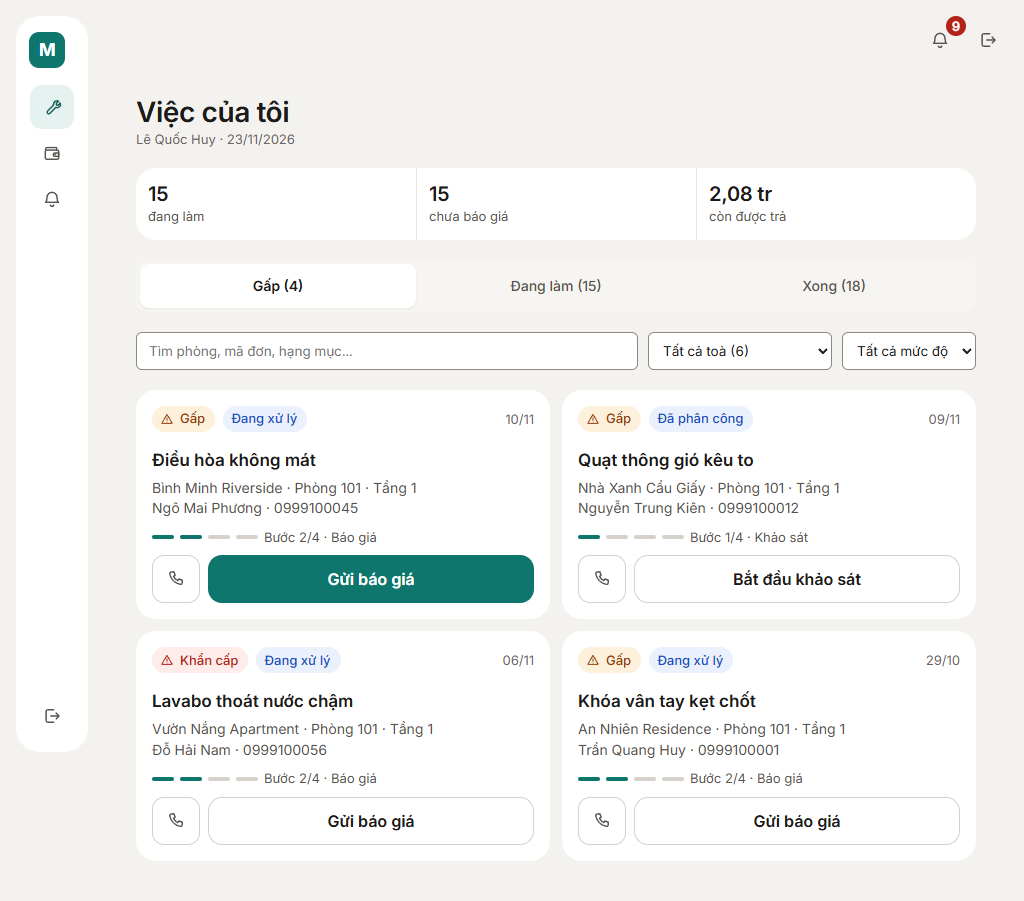 M
9
Việc của tôi
Lê Quốc Huy · 23/11/2026
15
đang làm
15
chưa báo giá
2,08 tr
còn được trả
Gấp (4)
Đang làm (15)
Xong (18)
Tìm phòng, mã đơn, hạng mục...
Tất cả toà (6)
Tất cả mức độ
Gấp
Đang xử lý
10/11
Điều hòa không mát
Bình Minh Riverside · Phòng 101 · Tầng 1
Ngô Mai Phương · 0999100045
Bước 2/4 · Báo giá
Gửi báo giá
Gấp
Đã phân công
09/11
Quạt thông gió kêu to
Nhà Xanh Cầu Giấy · Phòng 101 · Tầng 1
Nguyễn Trung Kiên · 0999100012
Bước 1/4 · Khảo sát
Bắt đầu khảo sát
Khẩn cấp
Đang xử lý
06/11
Lavabo thoát nước chậm
Vườn Nắng Apartment · Phòng 101 · Tầng 1
Đỗ Hải Nam · 0999100056
Bước 2/4 · Báo giá
Gửi báo giá
Gấp
Đang xử lý
29/10
Khóa vân tay kẹt chốt
An Nhiên Residence · Phòng 101 · Tầng 1
Trần Quang Huy · 0999100001
Bước 2/4 · Báo giá
Gửi báo giá